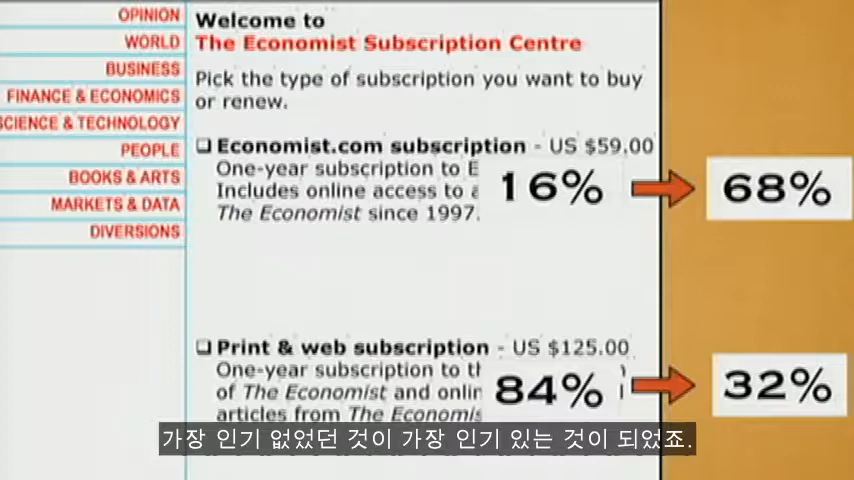 OPINION
WORLD
BUSINESS
FINANCE & ECONOMICS
SCIENCE & TECHNOLOGY
PEOPLE
BOOKS & ARTS
MARKETS & DATA
DIVERSIONS
Welcome to
The Economist Subscription Centre
Pick the type of subscription you want to buy
or renew.
Economist.com subscription - US $59.00
One-year subscription to
Includes online access to
The Economist since 1997.
16%
68%
Print & web subscription - US $125.00
One-year subscription to
of The Economist and
articles from The
84%
32%
가장 인기 없었던 것이 가장 인기 있는 것이 되었죠.